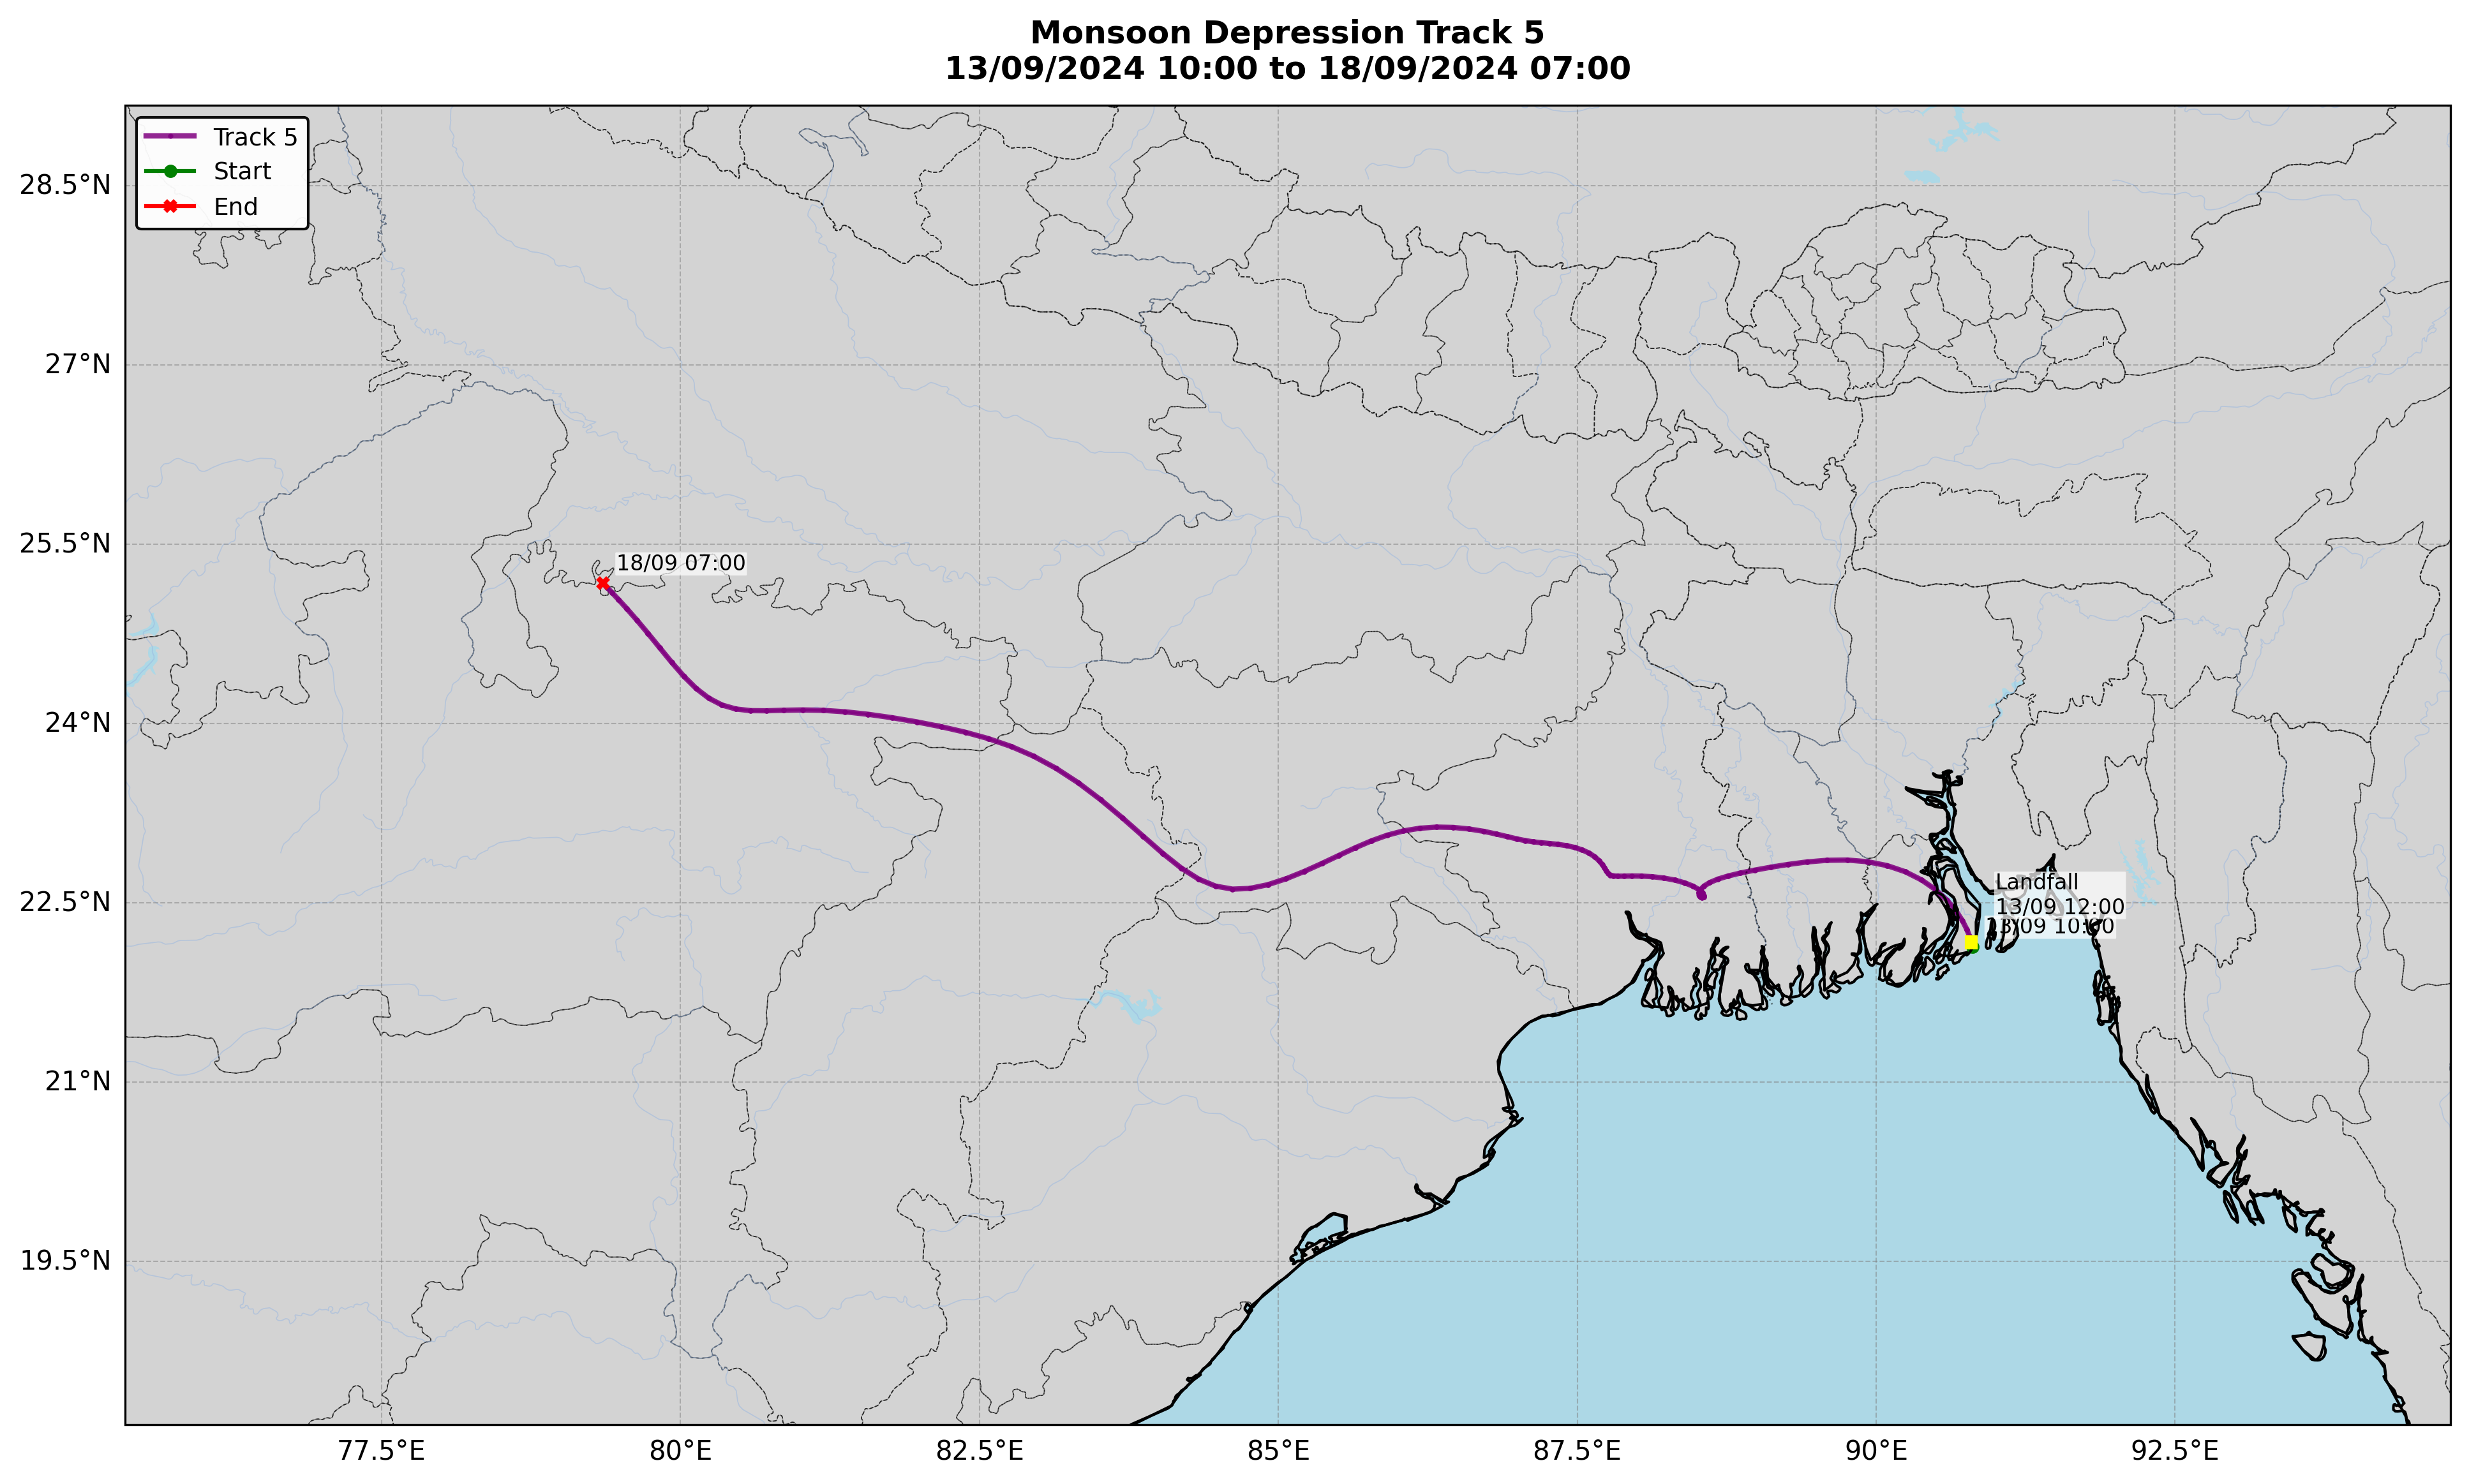 Monsoon Depression Track 5
13/09/2024 10:00 to 18/09/2024 07:00
Track 5
Start
End
28.5°N
27°N
25.5°N
24°N
22.5°N
21°N
19.5°N
18/09 07:00
Landfall
13/09 12:00
13/09 10:00
77.5°E
80°E
82.5°E
85°E
87.5°E
90°E
92.5°E